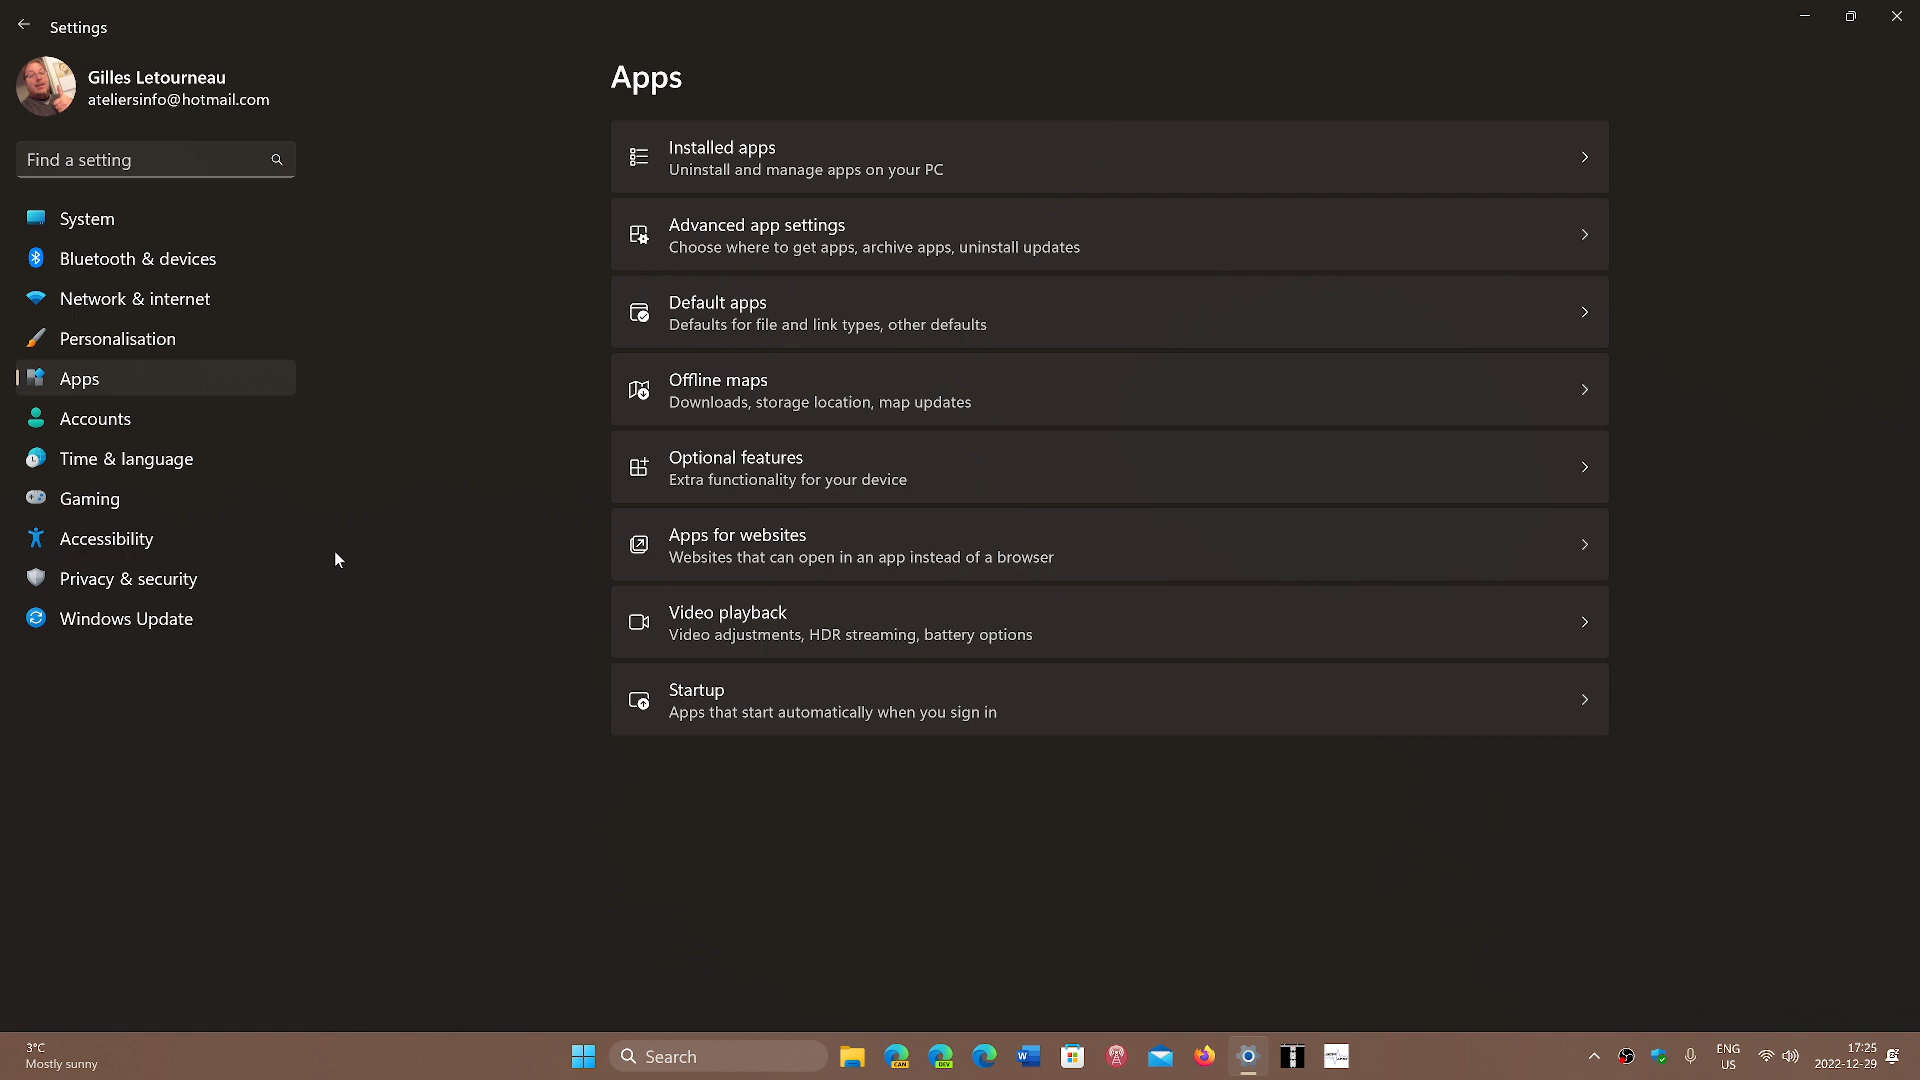 Settings
Gilles Letourneau
ateliersinfo@hotmail.com
Find a setting
System
Bluetooth & devices
Network & internet
Personalisation
Apps
Accounts
Time & language
Gaming
Accessibility
Privacy & security
Windows Update
Apps
Installed apps
Uninstall and manage apps on your PC
Advanced app settings
Choose where to get apps, archive apps, uninstall updates
Default apps
Defaults for file and link types, other defaults
Offline maps
Downloads, storage location, map updates
Optional features
Extra functionality for your device
Apps for websites
Websites that can open in an app instead of a browser
Video playback
Video adjustments, HDR streaming, battery options
Startup
Apps that start automatically when you sign in
3°C
Mostly sunny
Search
CAN
DEV
W
ENG
US
17:25
2022-12-29